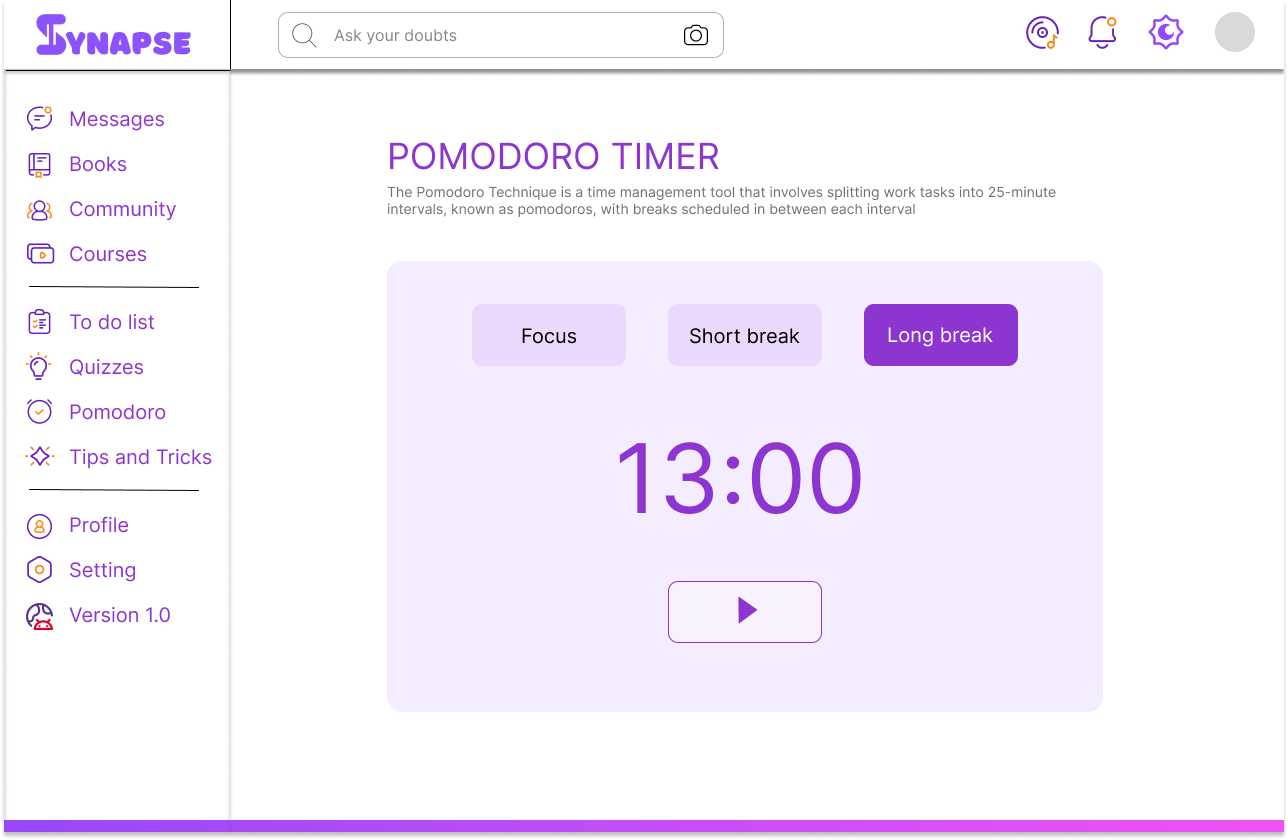 SYNAPSE
Ask your doubts
Messages
Books
Community
Courses
To do list
Quizzes
Pomodoro
Tips and Tricks
Profile
Setting
Version 1.0
POMODORO TIMER
The Pomodoro Technique is a time management tool that involves splitting work tasks into 25-minute
intervals, known as pomodoros, with breaks scheduled in between each interval
Focus
Short break
Long break
13:00